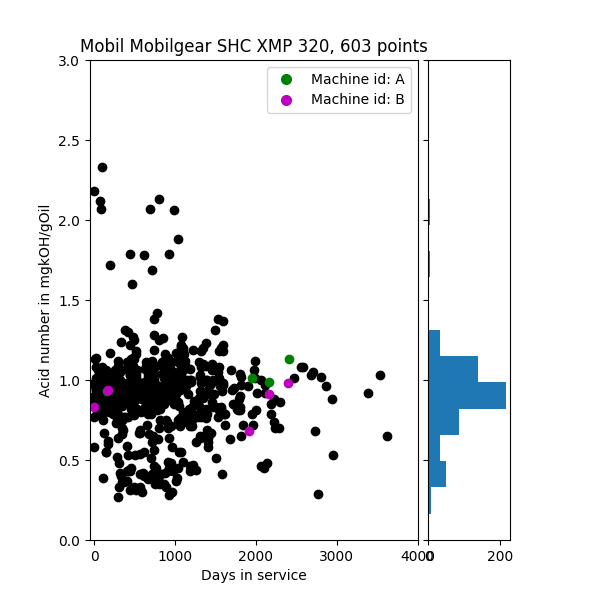 Mobil Mobilgear SHC XMP 320, 603 points
Machine id: A
Machine id: B
3.0
2.5
2.0
1.5
1.0
0.5
0.0
Acid number in mgkOH/gOil
0
1000
2000
3000
4000
0
200
Days in service